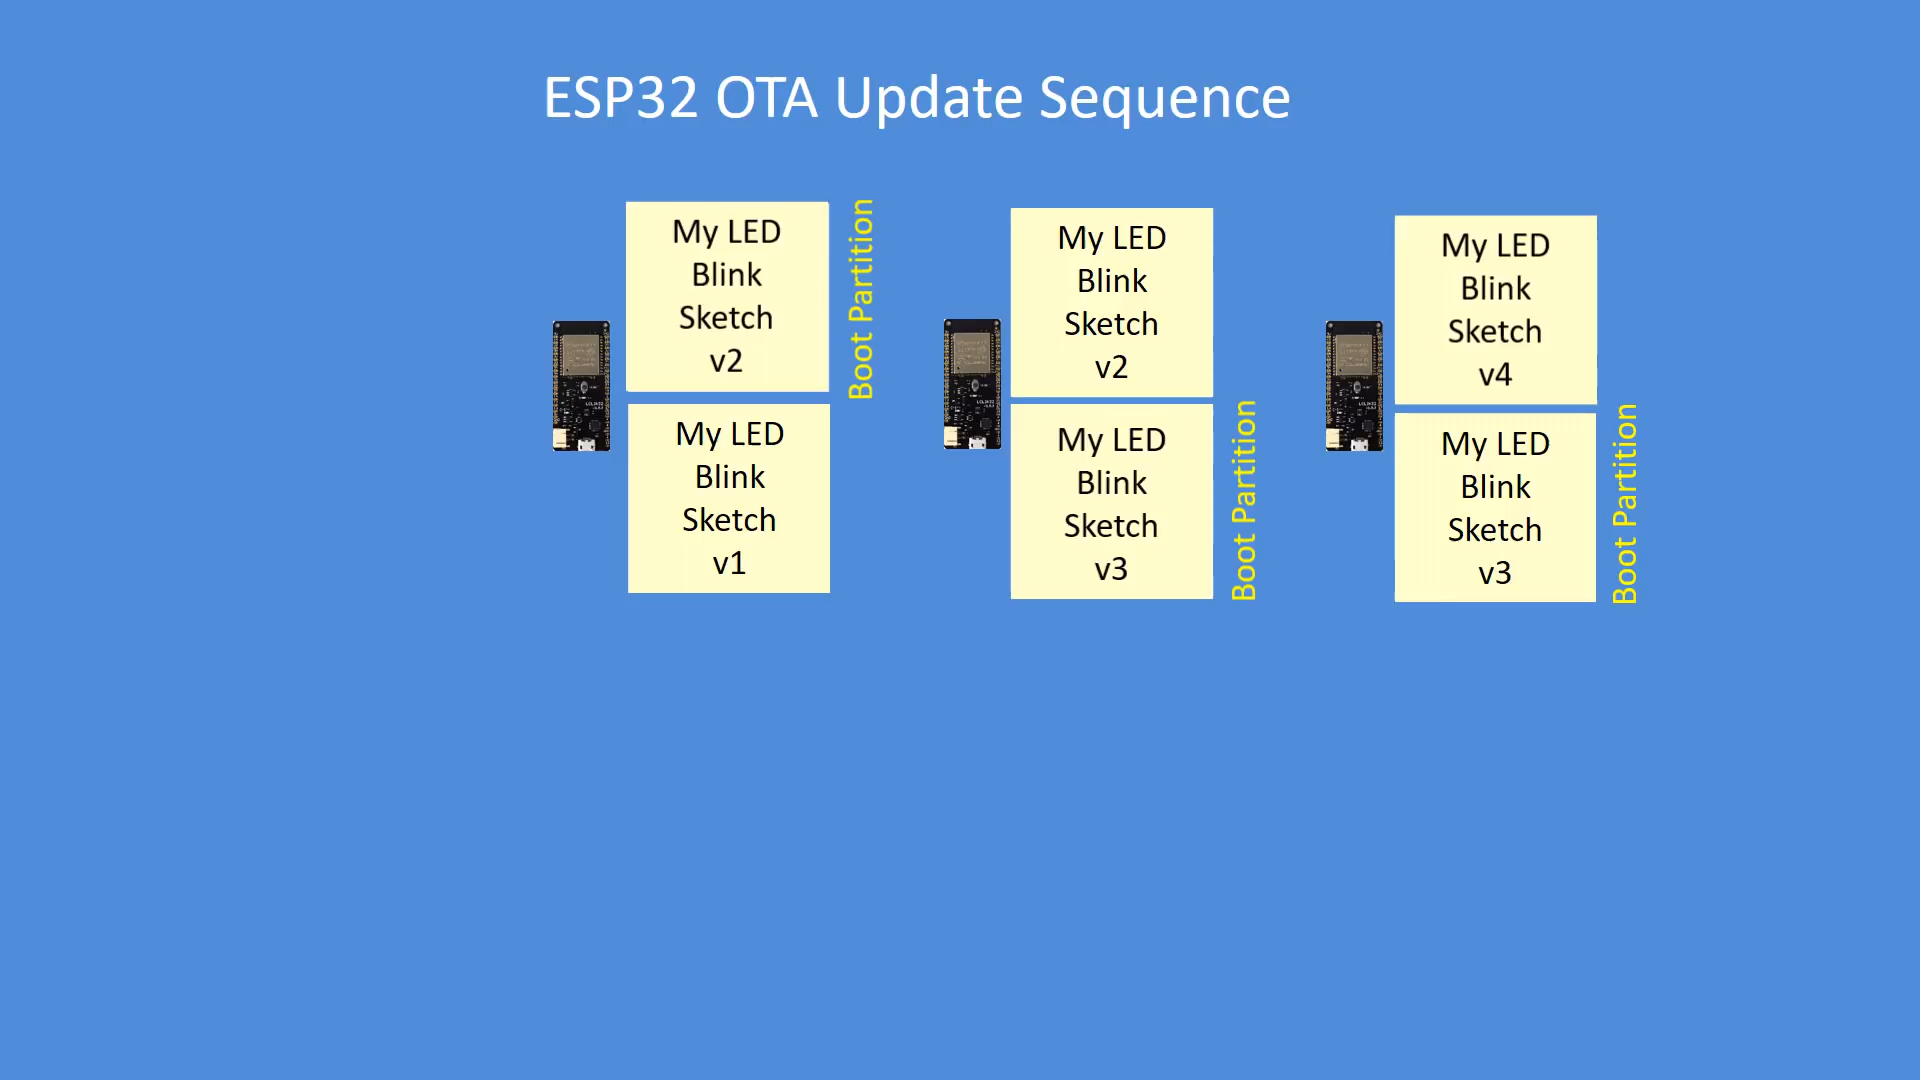 ESP32 OTA Update Sequence
My LED
Blink
Sketch
v2
Boot Partition
My LED
Blink
Sketch
v1
My LED
Blink
Sketch
v2
My LED
Blink
Sketch
v3
Boot Partition
My LED
Blink
Sketch
v4
My LED
Blink
Sketch
v3
Boot Partition